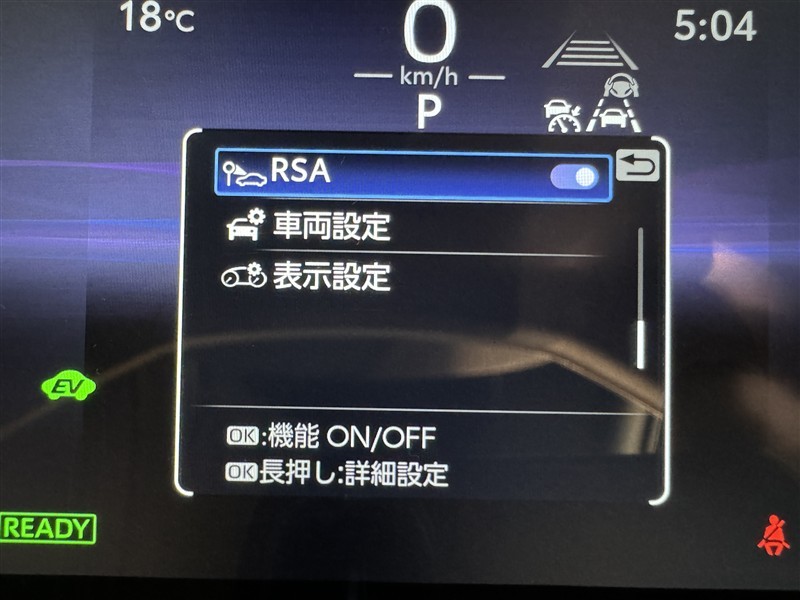 18℃
0
5:04
km/h
P
RSA
車両設定
表示設定
EV
OK:機能 ON/OFF
OK長押し:詳細設定
READY